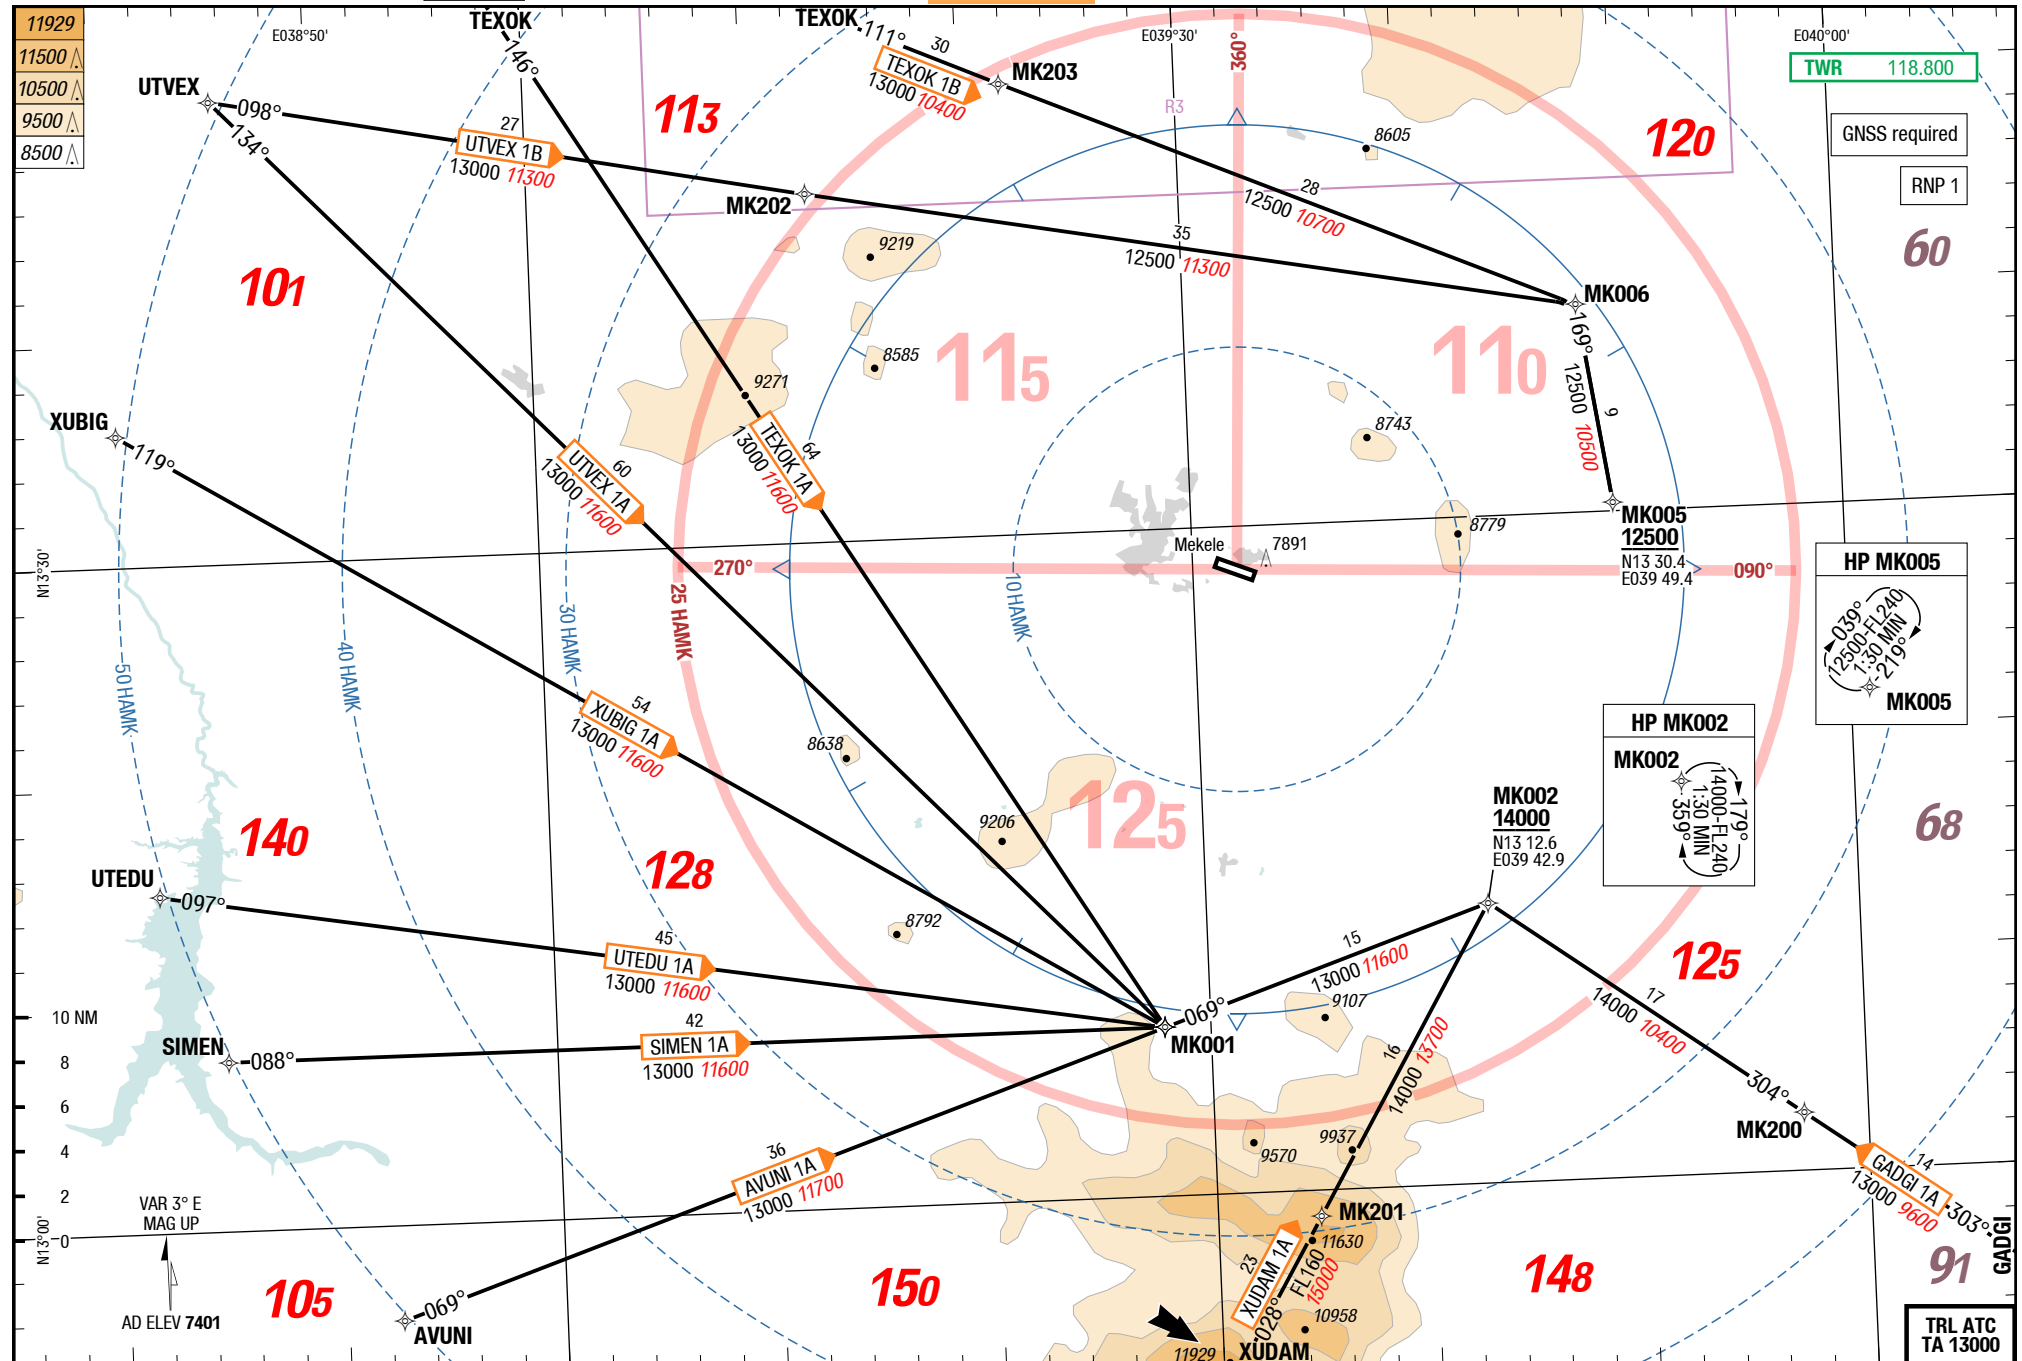 11929
11500
10500
9500
8500
TEXOK
146°
TEXOK
111°
30
TEXOK 1B
13000 10400
MK203
E038°50'
E039°30'
E040°00'
360°
TWR 118.800
GNSS required
RNP 1
UTVEX
098°
134°
27
UTVEX 1B
13000 11300
MK202
113
R3
8605
120
28
12500 10700
35
12500 11300
60
101
9219
MK006
169°
12500 10500
9
115
110
8585
9271
8743
XUBIG
119°
60
UTVEX 1A
13000 11600
64
TEXOK 1A
13000 11600
MK005
12500
N13 30.4
E039 49.4
8779
Mekele
7891
N13°30'
270°
090°
25 HAMK
10 HAMK
30 HAMK
40 HAMK
50 HAMK
HP MK005
039°
12500-FL240
1:30 MIN
219°
MK005
54
XUBIG 1A
13000 11600
8638
HP MK002
MK002
179°
14000-FL240
1:30 MIN
359°
MK002
14000
N13 12.6
E039 42.9
125
68
140
128
9206
UTEDU
097°
8792
45
UTEDU 1A
13000 11600
15
13000 11600
125
17
14000 10400
9107
069°
MK001
10 NM
8
6
4
2
0
SIMEN
088°
42
SIMEN 1A
13000 11600
16
14000 13700
304°
MK200
36
AVUNI 1A
13000 11700
9937
9570
14
GADGI 1A
13000 9600
303°
GADGI
VAR 3° E
MAG UP
N13°00'
AD ELEV 7401
MK201
11630
23
XUDAM 1A
FL160
15000
028°
10958
105
069°
AVUNI
150
148
91
11929
XUDAM
TRL ATC
TA 13000